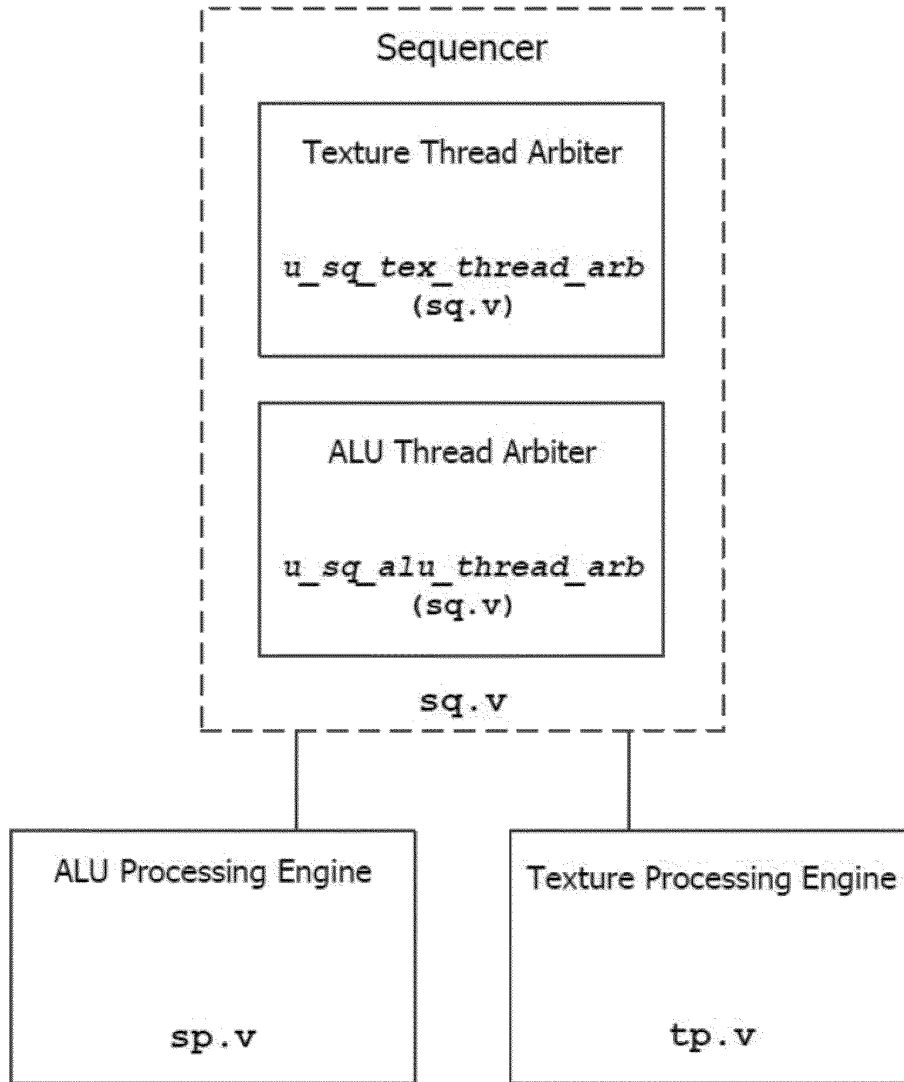 Sequencer
Texture Thread Arbiter
u_sq_tex_thread_arb
(sq.v)
ALU Thread Arbiter
u_sq_alu_thread_arb
(sq.v)
sq.v
ALU Processing Engine
sp.v
Texture Processing Engine
tp.v